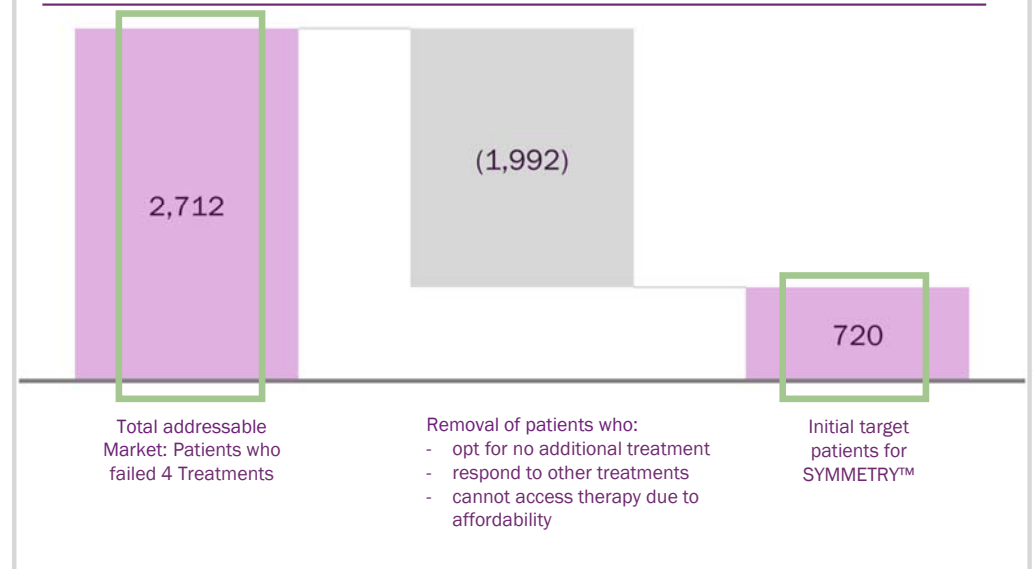 2,712
(1,992)
720
Total addressable
Market: Patients who
failed 4 Treatments
Removal of patients who:
- opt for no additional treatment
- respond to other treatments
- cannot access therapy due to
affordability
Initial target
patients for
SYMMETRY™